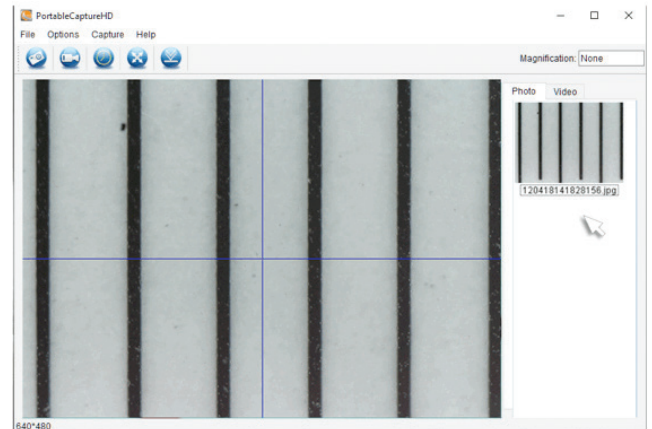 PortableCaptureHD
File Options Capture Help
Magnification: None
Photo Video
120418141828156.jpg
640*480